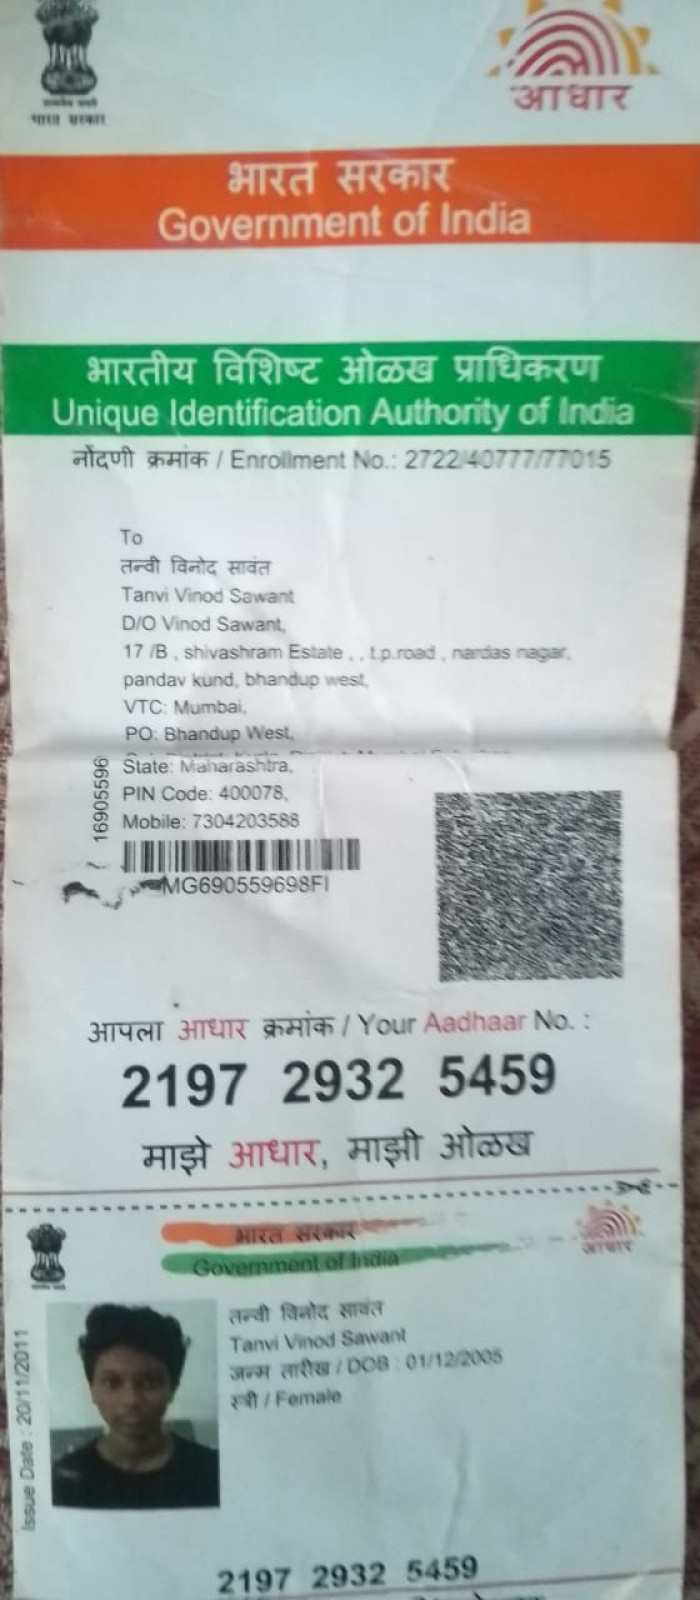 भारत सरकार
आधार
भारत सरकार
Government of India
भारतीय विशिष्ट ओळख प्राधिकरण
Unique Identification Authority of India
नोंदणी क्रमांक / Enrollment No.: 2722/40777/77015
To
तन्वी विनोद सावंत
Tanvi Vinod Sawant
D/O Vinod Sawant,
17 /B , shivashram Estate , , t.p.road , nardas nagar,
pandav kund, bhandup west,
VTC: Mumbai,
PO: Bhandup West,
State: Maharashtra,
PIN Code: 400078,
Mobile: 7304203588
16905596
MG690559698FI
आपला आधार क्रमांक / Your Aadhaar No. :
2197 2932 5459
माझे आधार, माझी ओळख
भारत सरकार
Government of India
आधार
तन्वी विनोद सावंत
Tanvi Vinod Sawant
जन्म तारीख / DOB : 01/12/2005
स्त्री / Female
Issue Date : 20/11/2011
2197 2932 5459